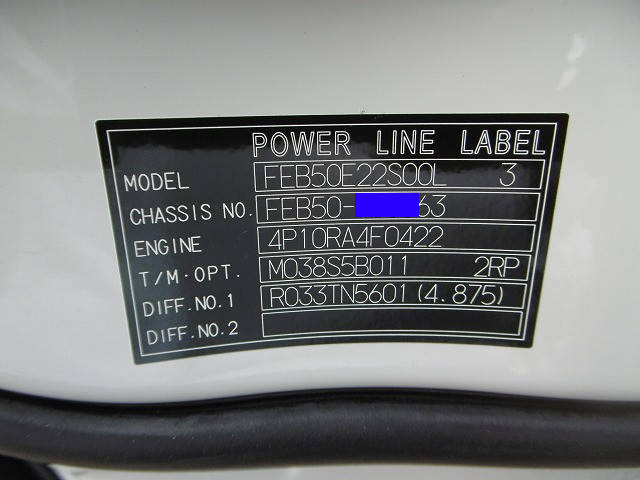 POWER LINE LABEL
MODEL FEB50E22S00L 3
CHASSIS NO. FEB50- 63
ENGINE 4P10RA4F0422
T/M·OPT. M038S5B011 2RP
DIFF.NO.1 R033TN5601(4.875)
DIFF.NO.2